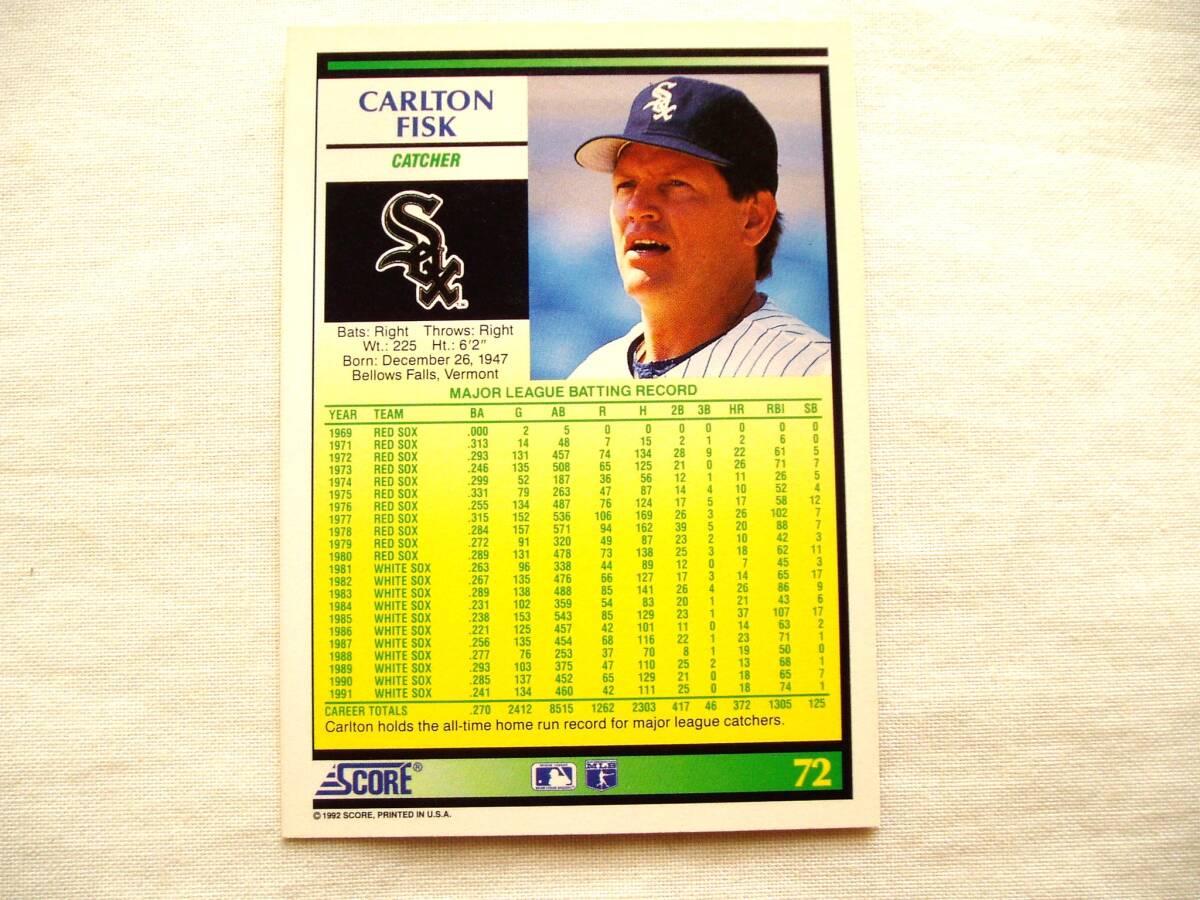 CARLTON
FISK
CATCHER
Sox
Sox
Bats: Right Throws: Right
Wt.: 225 Ht.: 6'2"
Born: December 26, 1947
Bellows Falls, Vermont
MAJOR LEAGUE BATTING RECORD
YEAR TEAM BA G AB R H 2B 3B HR RBI SB
1969 RED SOX .000 2 5 0 0 0 0 0 0 0
1971 RED SOX .313 14 48 7 15 2 1 2 6 0
1972 RED SOX .293 131 457 74 134 28 9 22 61 5
1973 RED SOX .246 135 508 65 125 21 0 26 71 7
1974 RED SOX .299 52 187 36 56 12 1 11 26 5
1975 RED SOX .331 79 263 47 87 14 4 10 52 4
1976 RED SOX .255 134 487 76 124 17 5 17 58 12
1977 RED SOX .315 152 536 106 169 26 3 26 102 7
1978 RED SOX .284 157 571 94 162 39 5 20 88 7
1979 RED SOX .272 91 320 49 87 23 2 10 42 3
1980 RED SOX .289 131 478 73 138 25 3 18 62 11
1981 WHITE SOX .263 96 338 44 89 12 0 7 45 3
1982 WHITE SOX .267 135 476 66 127 17 3 14 65 17
1983 WHITE SOX .289 138 488 85 141 26 4 26 86 9
1984 WHITE SOX .231 102 359 54 83 20 1 21 43 6
1985 WHITE SOX .238 153 543 85 129 23 1 37 107 17
1986 WHITE SOX .221 125 457 42 101 11 0 14 63 2
1987 WHITE SOX .256 135 454 68 116 22 1 23 71 1
1988 WHITE SOX .277 76 253 37 70 8 1 19 50 0
1989 WHITE SOX .293 103 375 47 110 25 2 13 68 1
1990 WHITE SOX .285 137 452 65 129 21 0 18 65 7
1991 WHITE SOX .241 134 460 42 111 25 0 18 74 1
CAREER TOTALS .270 2412 8515 1262 2303 417 46 372 1305 125
Carlton holds the all-time home run record for major league catchers.
SCORE® MLB 72
© 1992 SCORE, PRINTED IN U.S.A.